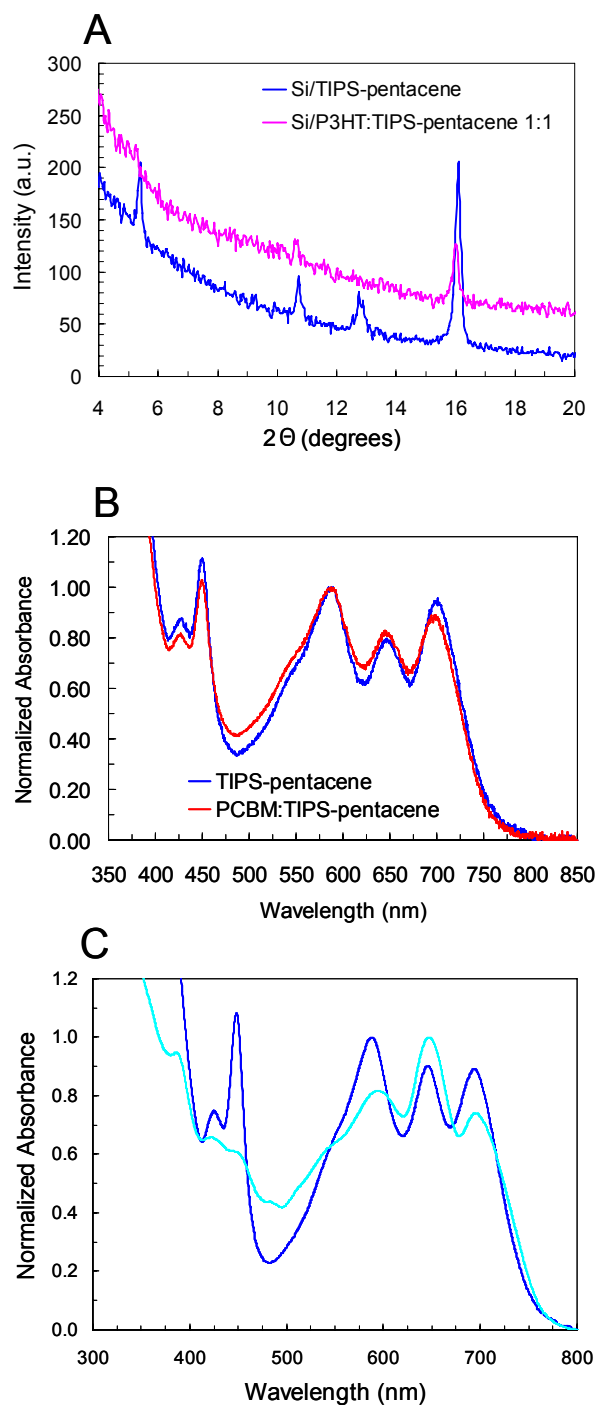 A
300
250
200
150
100
50
0
Intensity (a.u.)
Si/TIPS-pentacene
Si/P3HT:TIPS-pentacene 1:1
4 6 8 10 12 14 16 18 20
2Θ (degrees)
B
1.20
1.00
0.80
0.60
0.40
0.20
0.00
Normalized Absorbance
TIPS-pentacene
PCBM:TIPS-pentacene
350 400 450 500 550 600 650 700 750 800 850
Wavelength (nm)
C
1.2
1.0
0.8
0.6
0.4
0.2
0.0
Normalized Absorbance
300 400 500 600 700 800
Wavelength (nm)